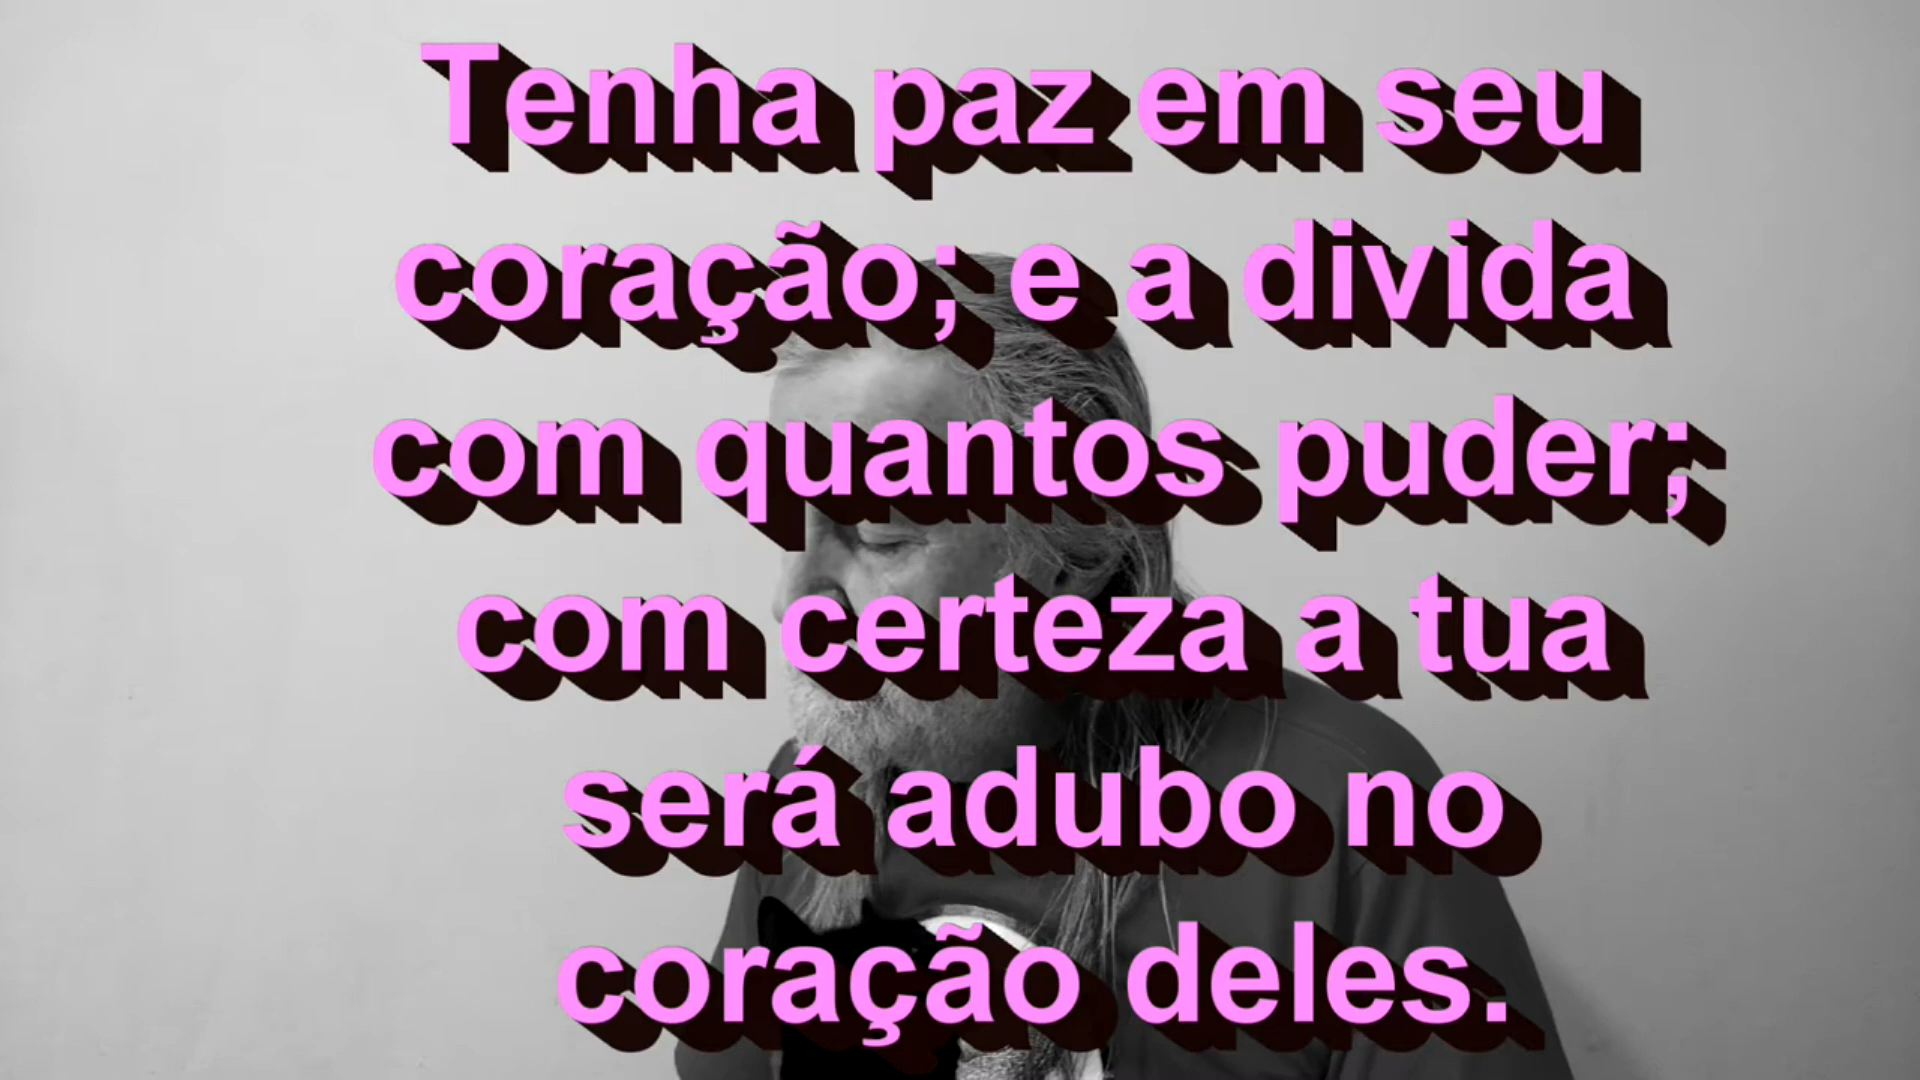 Tenha paz em seu
coração; e a divida
com quantos puder;
com certeza a tua
será adubo no
coração deles.